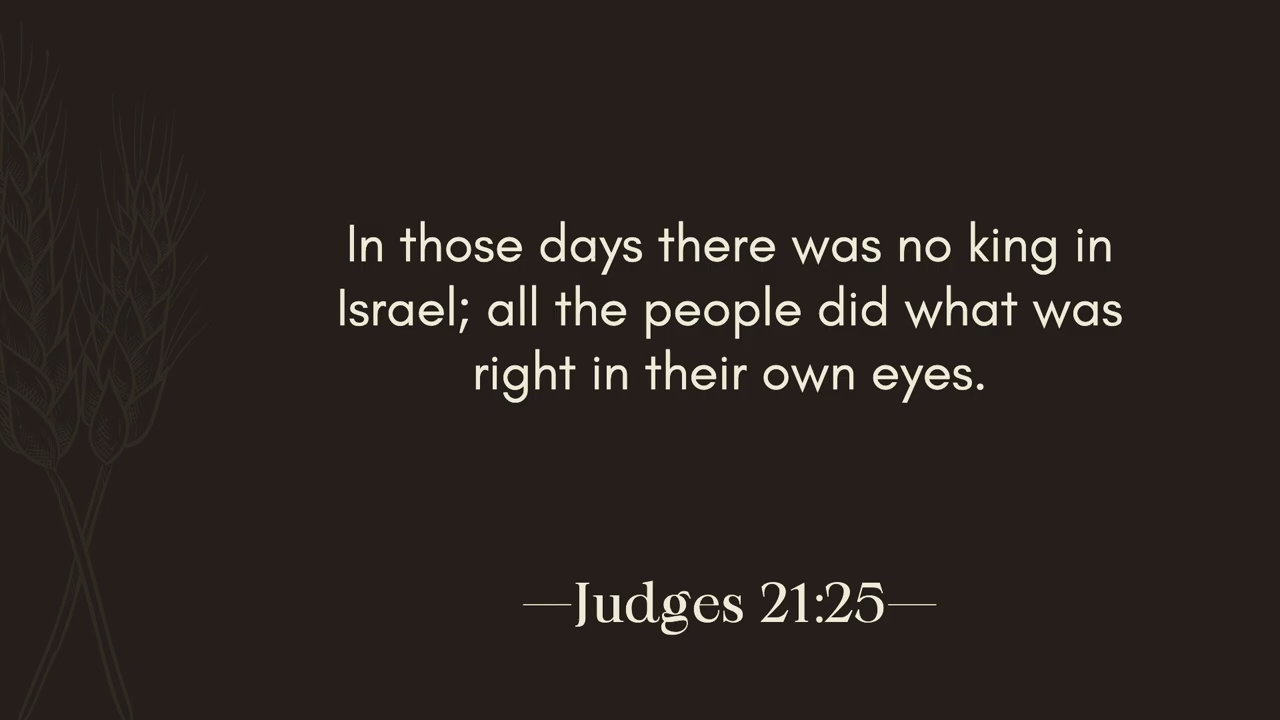 In those days there was no king in
Israel; all the people did what was
right in their own eyes.
—Judges 21:25—